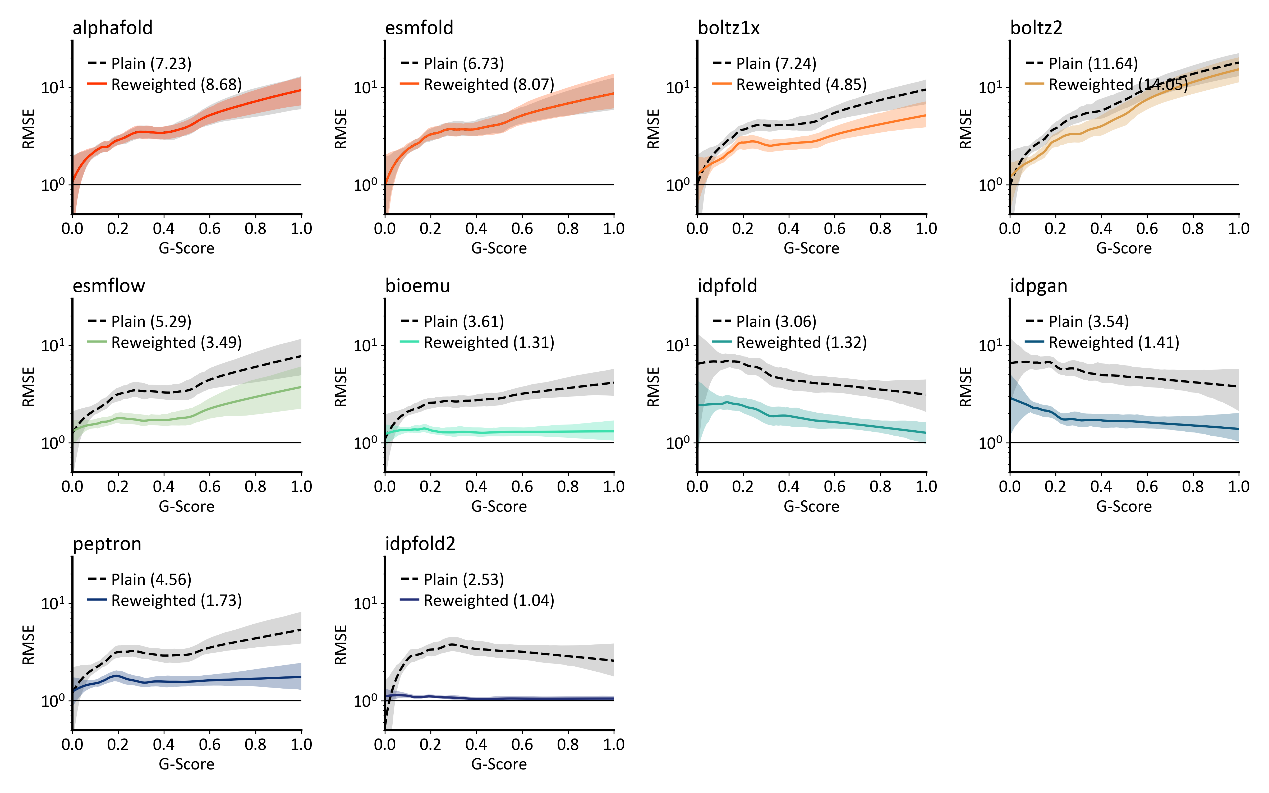 alphafold
Plain (7.23)
Reweighted (8.68)
RMSE
10¹
10⁰
0.0 0.2 0.4 0.6 0.8 1.0
G-Score
esmfold
Plain (6.73)
Reweighted (8.07)
RMSE
10¹
10⁰
0.0 0.2 0.4 0.6 0.8 1.0
G-Score
boltz1x
Plain (7.24)
Reweighted (4.85)
RMSE
10¹
10⁰
0.0 0.2 0.4 0.6 0.8 1.0
G-Score
boltz2
Plain (11.64)
Reweighted (14.05)
RMSE
10¹
10⁰
0.0 0.2 0.4 0.6 0.8 1.0
G-Score
esmflow
Plain (5.29)
Reweighted (3.49)
RMSE
10¹
10⁰
0.0 0.2 0.4 0.6 0.8 1.0
G-Score
bioemu
Plain (3.61)
Reweighted (1.31)
RMSE
10¹
10⁰
0.0 0.2 0.4 0.6 0.8 1.0
G-Score
idpfold
Plain (3.06)
Reweighted (1.32)
RMSE
10¹
10⁰
0.0 0.2 0.4 0.6 0.8 1.0
G-Score
idpgan
Plain (3.54)
Reweighted (1.41)
RMSE
10¹
10⁰
0.0 0.2 0.4 0.6 0.8 1.0
G-Score
peptron
Plain (4.56)
Reweighted (1.73)
RMSE
10¹
10⁰
0.0 0.2 0.4 0.6 0.8 1.0
G-Score
idpfold2
Plain (2.53)
Reweighted (1.04)
RMSE
10¹
10⁰
0.0 0.2 0.4 0.6 0.8 1.0
G-Score